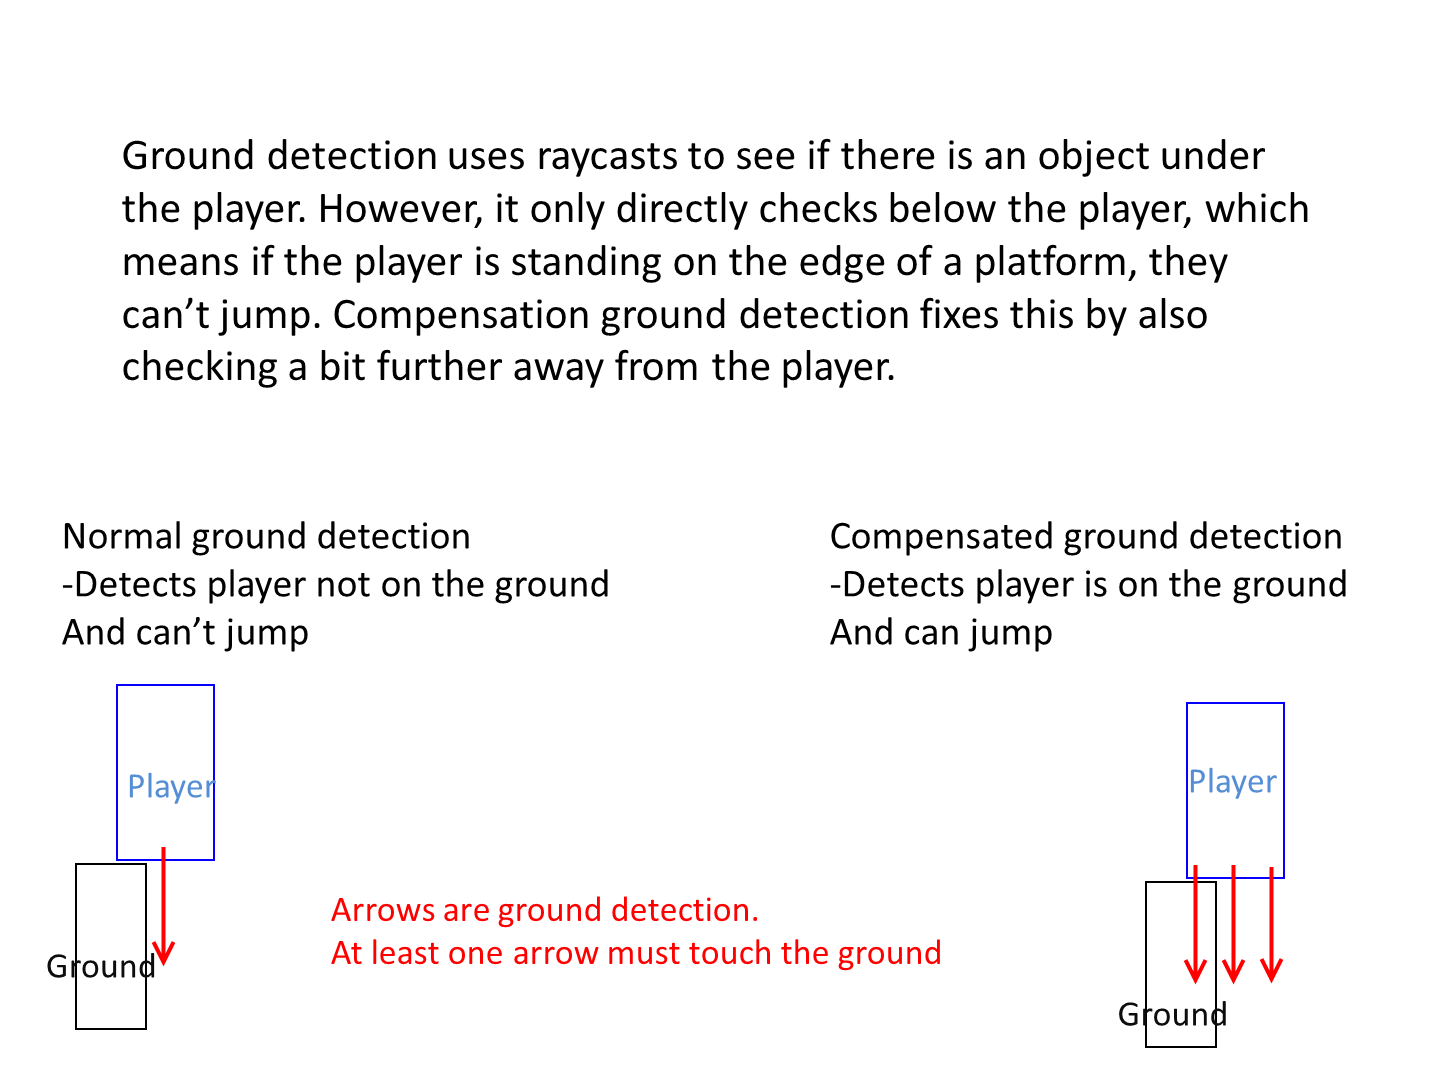 Ground detection uses raycasts to see if there is an object under
the player. However, it only directly checks below the player, which
means if the player is standing on the edge of a platform, they
can’t jump. Compensation ground detection fixes this by also
checking a bit further away from the player.
Normal ground detection
-Detects player not on the ground
And can’t jump
Compensated ground detection
-Detects player is on the ground
And can jump
Player
Ground
Arrows are ground detection.
At least one arrow must touch the ground
Player
Ground